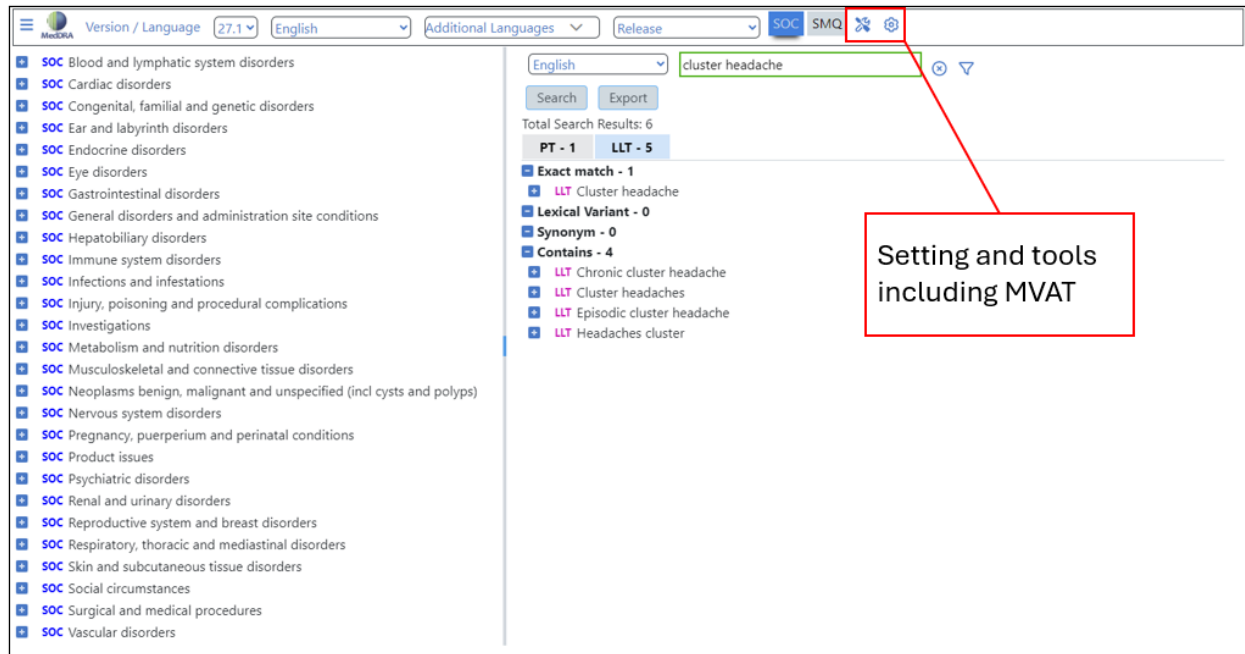 MedDRA Version / Language 27.1 English Additional Languages Release SOC SMQ
SOC Blood and lymphatic system disorders
SOC Cardiac disorders
SOC Congenital, familial and genetic disorders
SOC Ear and labyrinth disorders
SOC Endocrine disorders
SOC Eye disorders
SOC Gastrointestinal disorders
SOC General disorders and administration site conditions
SOC Hepatobiliary disorders
SOC Immune system disorders
SOC Infections and infestations
SOC Injury, poisoning and procedural complications
SOC Investigations
SOC Metabolism and nutrition disorders
SOC Musculoskeletal and connective tissue disorders
SOC Neoplasms benign, malignant and unspecified (incl cysts and polyps)
SOC Nervous system disorders
SOC Pregnancy, puerperium and perinatal conditions
SOC Product issues
SOC Psychiatric disorders
SOC Renal and urinary disorders
SOC Reproductive system and breast disorders
SOC Respiratory, thoracic and mediastinal disorders
SOC Skin and subcutaneous tissue disorders
SOC Social circumstances
SOC Surgical and medical procedures
SOC Vascular disorders
English cluster headache
Search Export
Total Search Results: 6
PT - 1 LLT - 5
Exact match - 1
LLT Cluster headache
Lexical Variant - 0
Synonym - 0
Contains - 4
LLT Chronic cluster headache
LLT Cluster headaches
LLT Episodic cluster headache
LLT Headaches cluster
Setting and tools
including MVAT